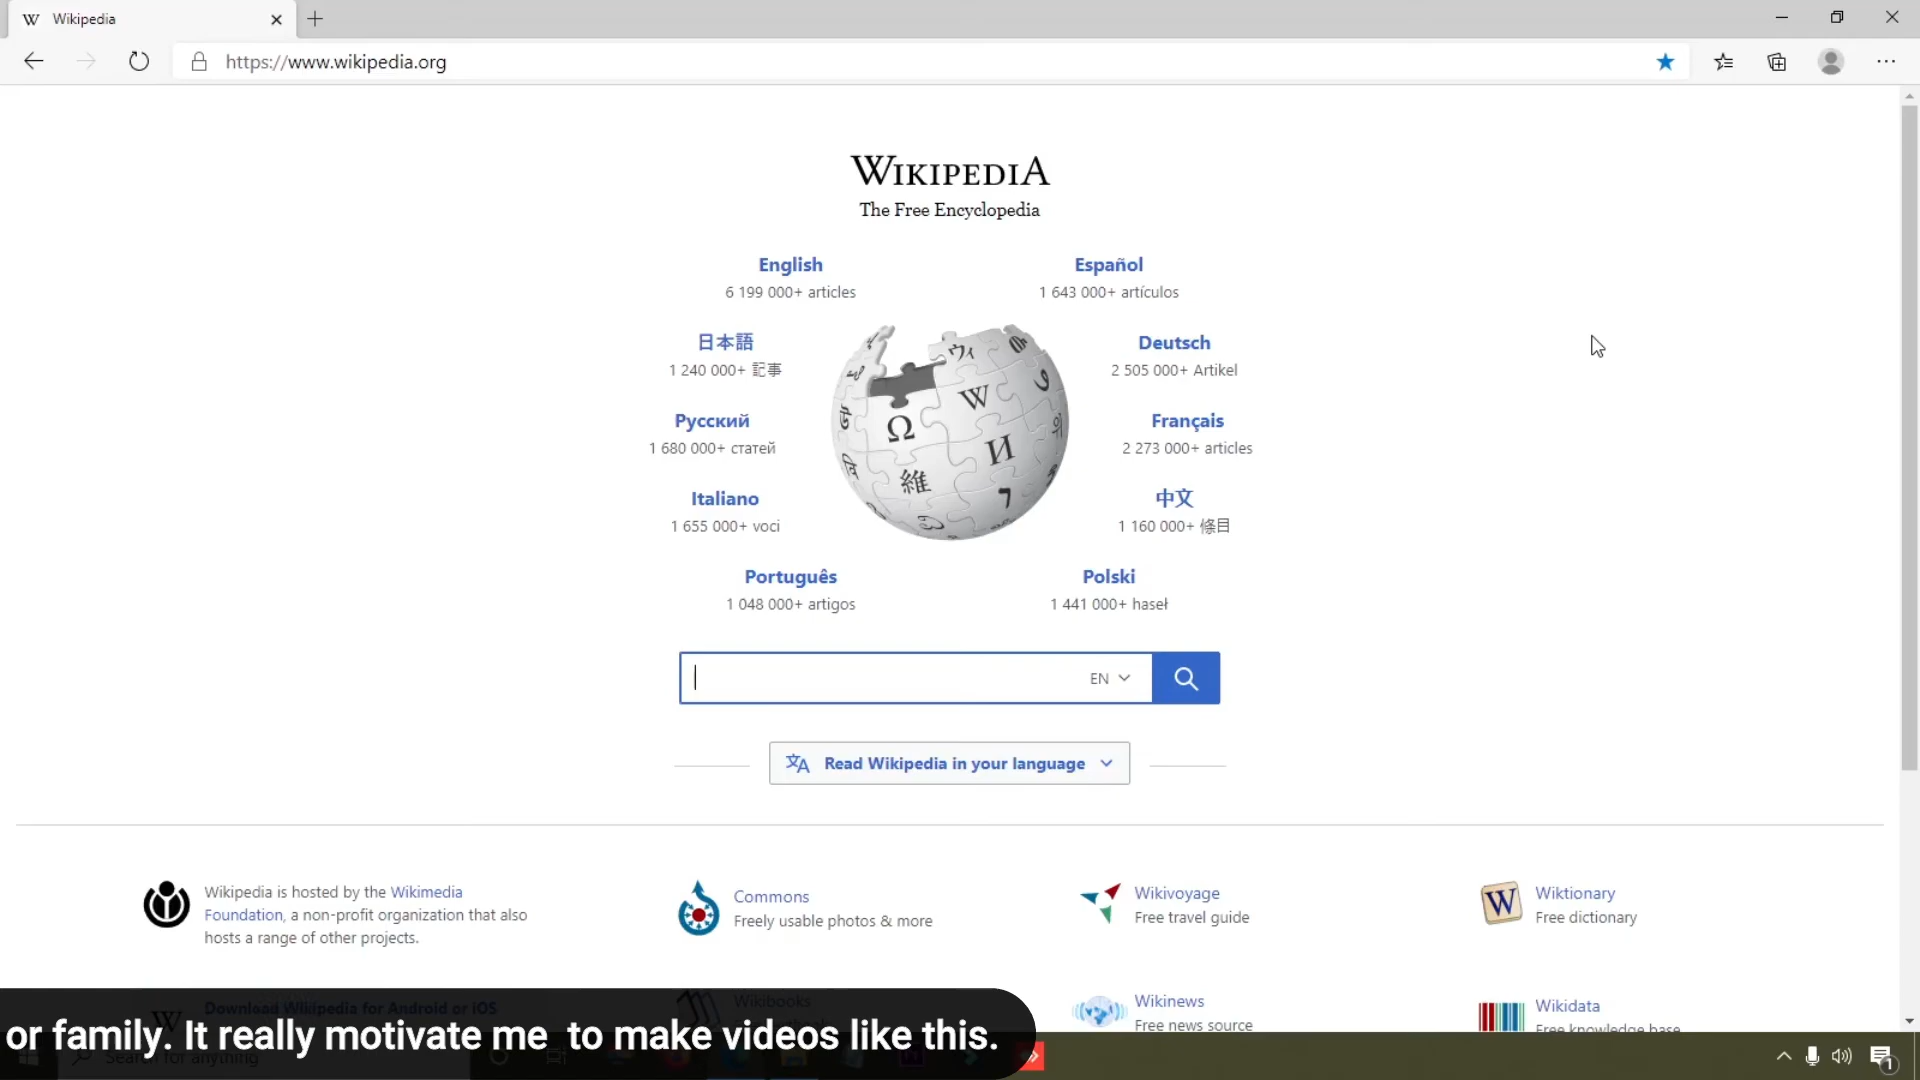 Wikipedia
https://www.wikipedia.org
WIKIPEDIA
The Free Encyclopedia
English
6 199 000+ articles
Español
1 643 000+ artículos
日本語
1 240 000+ 記事
Deutsch
2 505 000+ Artikel
Русский
1 680 000+ статей
Français
2 273 000+ articles
Italiano
1 655 000+ voci
中文
1 160 000+ 條目
Português
1 048 000+ artigos
Polski
1 441 000+ haseł
Ω
W
И
維
ウィ
EN
Read Wikipedia in your language
Wikipedia is hosted by the Wikimedia
Foundation, a non-profit organization that also
hosts a range of other projects.
Commons
Freely usable photos & more
Wikivoyage
Free travel guide
W
Wiktionary
Free dictionary
Download Wikipedia for Android or iOS
Wikibooks
Wikinews
Free news source
Wikidata
Free knowledge base
or family. It really motivate me to make videos like this.
Search for anything
1